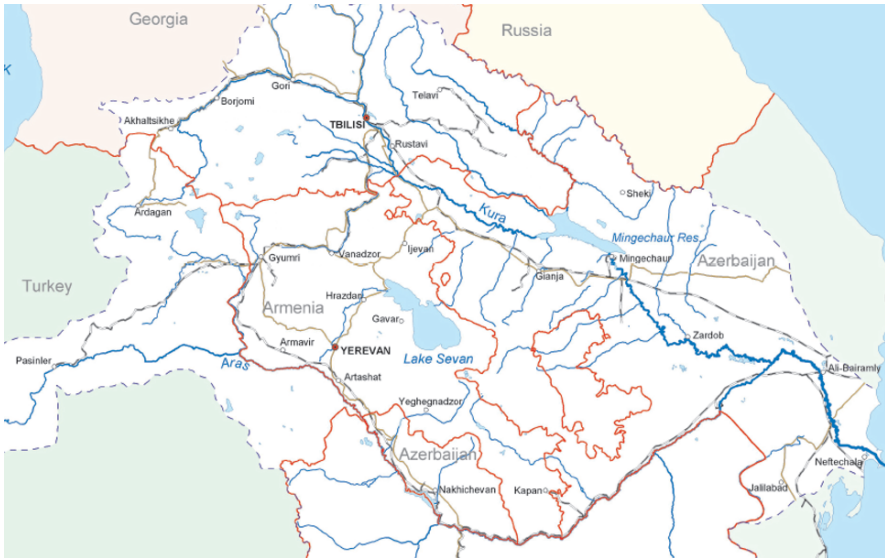 Georgia
Russia
K
Telavi
Gori
Borjomi
Akhaltsikhe
TBILISI
Rustavi
Sheki
Ardagan
Kura
Mingechaur Res.
Ijevan
Vanadzor
Gyumri
Mingechaur
Azerbaijan
Gianja
Turkey
Hrazdan
Armenia
Gavar
Zardob
Armavir
YEREVAN
Lake Sevan
Pasinler
Aras
Ali-Bairamly
Artashat
Yeghegnadzor
Azerbaijan
Neftechala
Nakhichevan
Kapan
Jalilabad